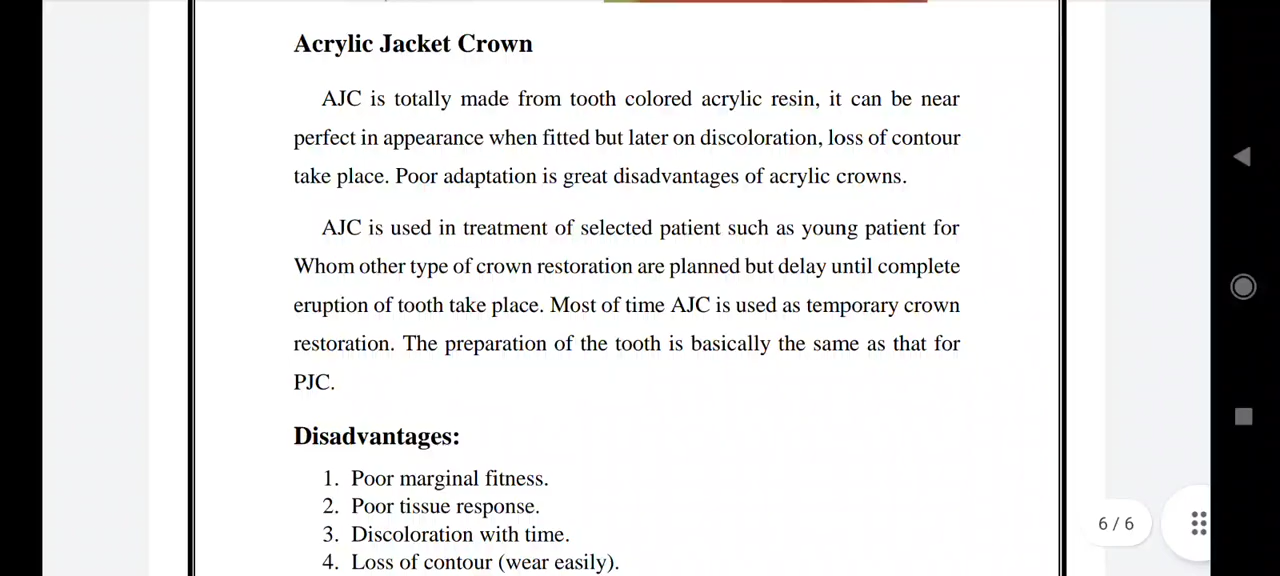 Acrylic Jacket Crown
AJC is totally made from tooth colored acrylic resin, it can be near
perfect in appearance when fitted but later on discoloration, loss of contour
take place. Poor adaptation is great disadvantages of acrylic crowns.
AJC is used in treatment of selected patient such as young patient for
Whom other type of crown restoration are planned but delay until complete
eruption of tooth take place. Most of time AJC is used as temporary crown
restoration. The preparation of the tooth is basically the same as that for
PJC.
Disadvantages:
1. Poor marginal fitness.
2. Poor tissue response.
3. Discoloration with time.
4. Loss of contour (wear easily).
6 / 6